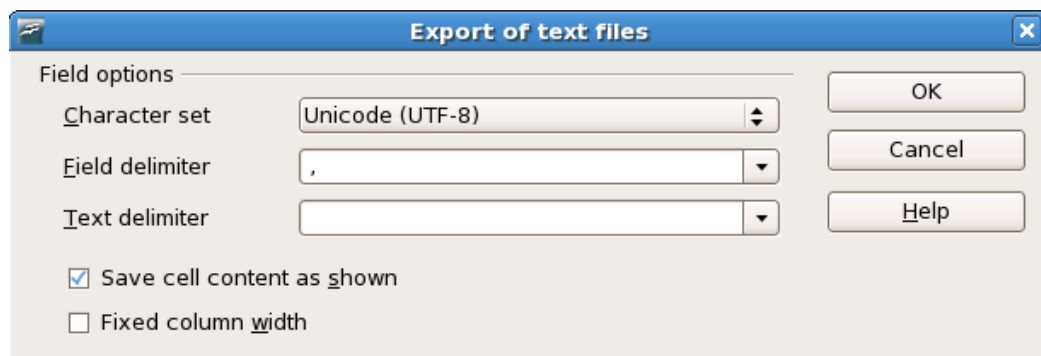 Export of text files
Field options
OK
Character set Unicode (UTF-8)
Cancel
Field delimiter ,
Text delimiter
Help
Save cell content as shown
Fixed column width